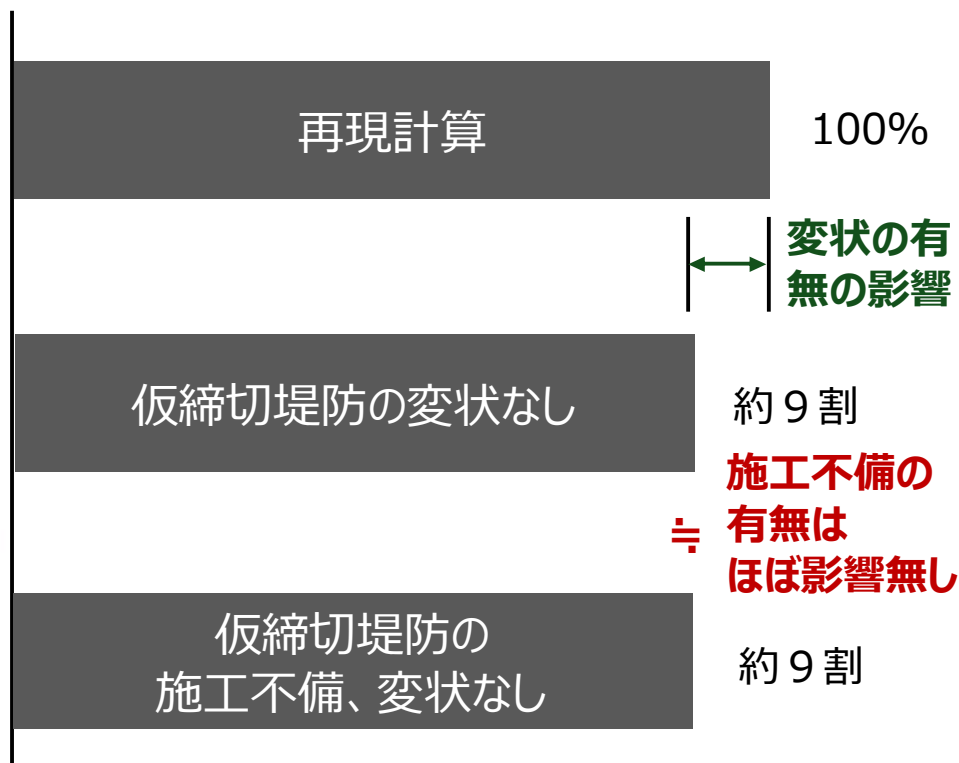 再現計算
100%
変状の有
無の影響
仮締切堤防の変状なし
約９割
施工不備の
≒ 有無は
ほぼ影響無し
仮締切堤防の
施工不備、変状なし
約９割